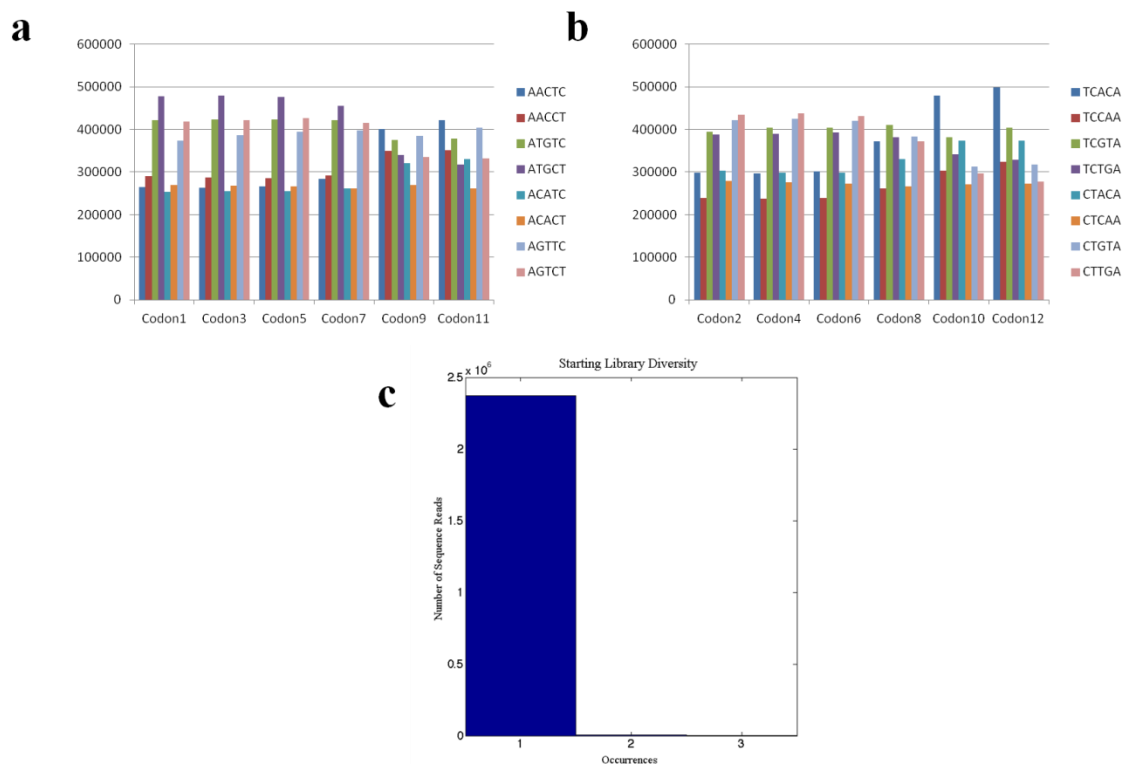 a
600000
500000
400000
300000
200000
100000
0
Codon1 Codon3 Codon5 Codon7 Codon9 Codon11
AACTC
AACCT
ATGTC
ATGCT
ACATC
ACACT
AGTTC
AGTCT
b
600000
500000
400000
300000
200000
100000
0
Codon2 Codon4 Codon6 Codon8 Codon10 Codon12
TCACA
TCCAA
TCGTA
TCTGA
CTACA
CTCAA
CTGTA
CTTGA
c
Starting Library Diversity
x 10^6
2.5
2
1.5
1
0.5
0
Number of Sequence Reads
1 2 3
Occurrences